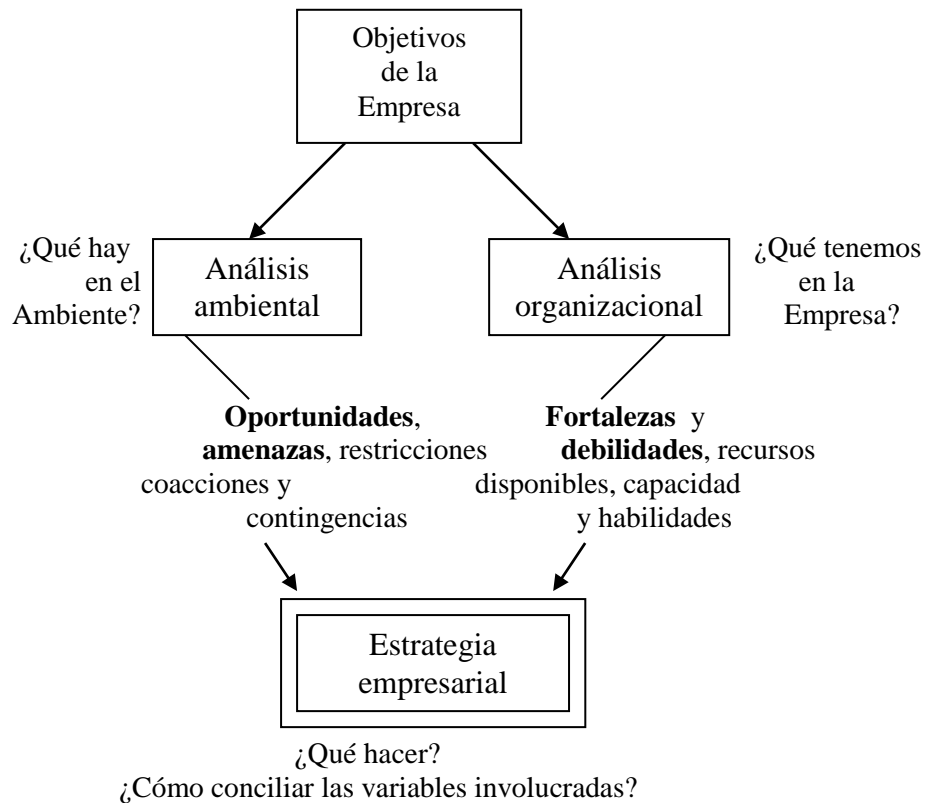 Objetivos
de la
Empresa
¿Qué hay
en el
Ambiente?
Análisis
ambiental
Análisis
organizacional
¿Qué tenemos
en la
Empresa?
Oportunidades,
amenazas, restricciones
coacciones y
contingencias
Fortalezas y
debilidades, recursos
disponibles, capacidad
y habilidades
Estrategia
empresarial
¿Qué hacer?
¿Cómo conciliar las variables involucradas?